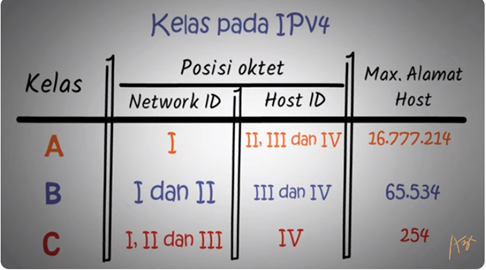 Kelas pada IPv4
Kelas
Posisi oktet
Max. Alamat
Host
Network ID
Host ID
A
I
II, III dan IV
16.777.214
B
I dan II
III dan IV
65.534
C
I, II dan III
IV
254